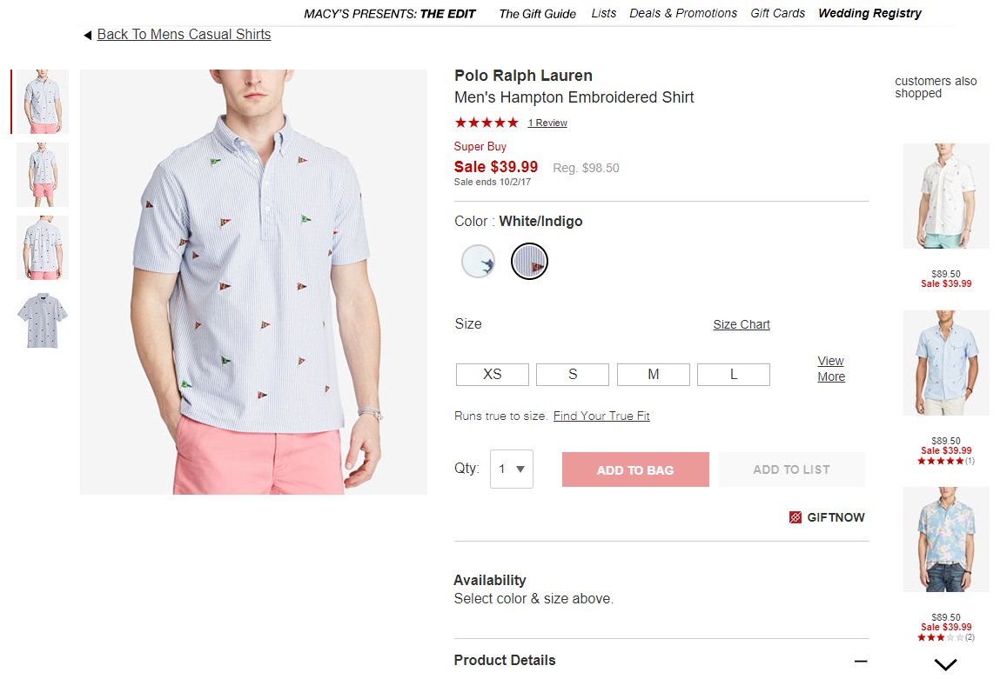 MACY'S PRESENTS: THE EDIT The Gift Guide Lists Deals & Promotions Gift Cards Wedding Registry
Back To Mens Casual Shirts
Polo Ralph Lauren
Men's Hampton Embroidered Shirt
1 Review
Super Buy
Sale $39.99 Reg. $98.50
Sale ends 10/2/17
Color : White/Indigo
Size Size Chart
XS S M L
View
More
Runs true to size. Find Your True Fit
Qty: 1 ADD TO BAG ADD TO LIST
GIFTNOW
Availability
Select color & size above.
Product Details
customers also
shopped
$89.50
Sale $39.99
$89.50
Sale $39.99
(1)
$89.50
Sale $39.99
(2)